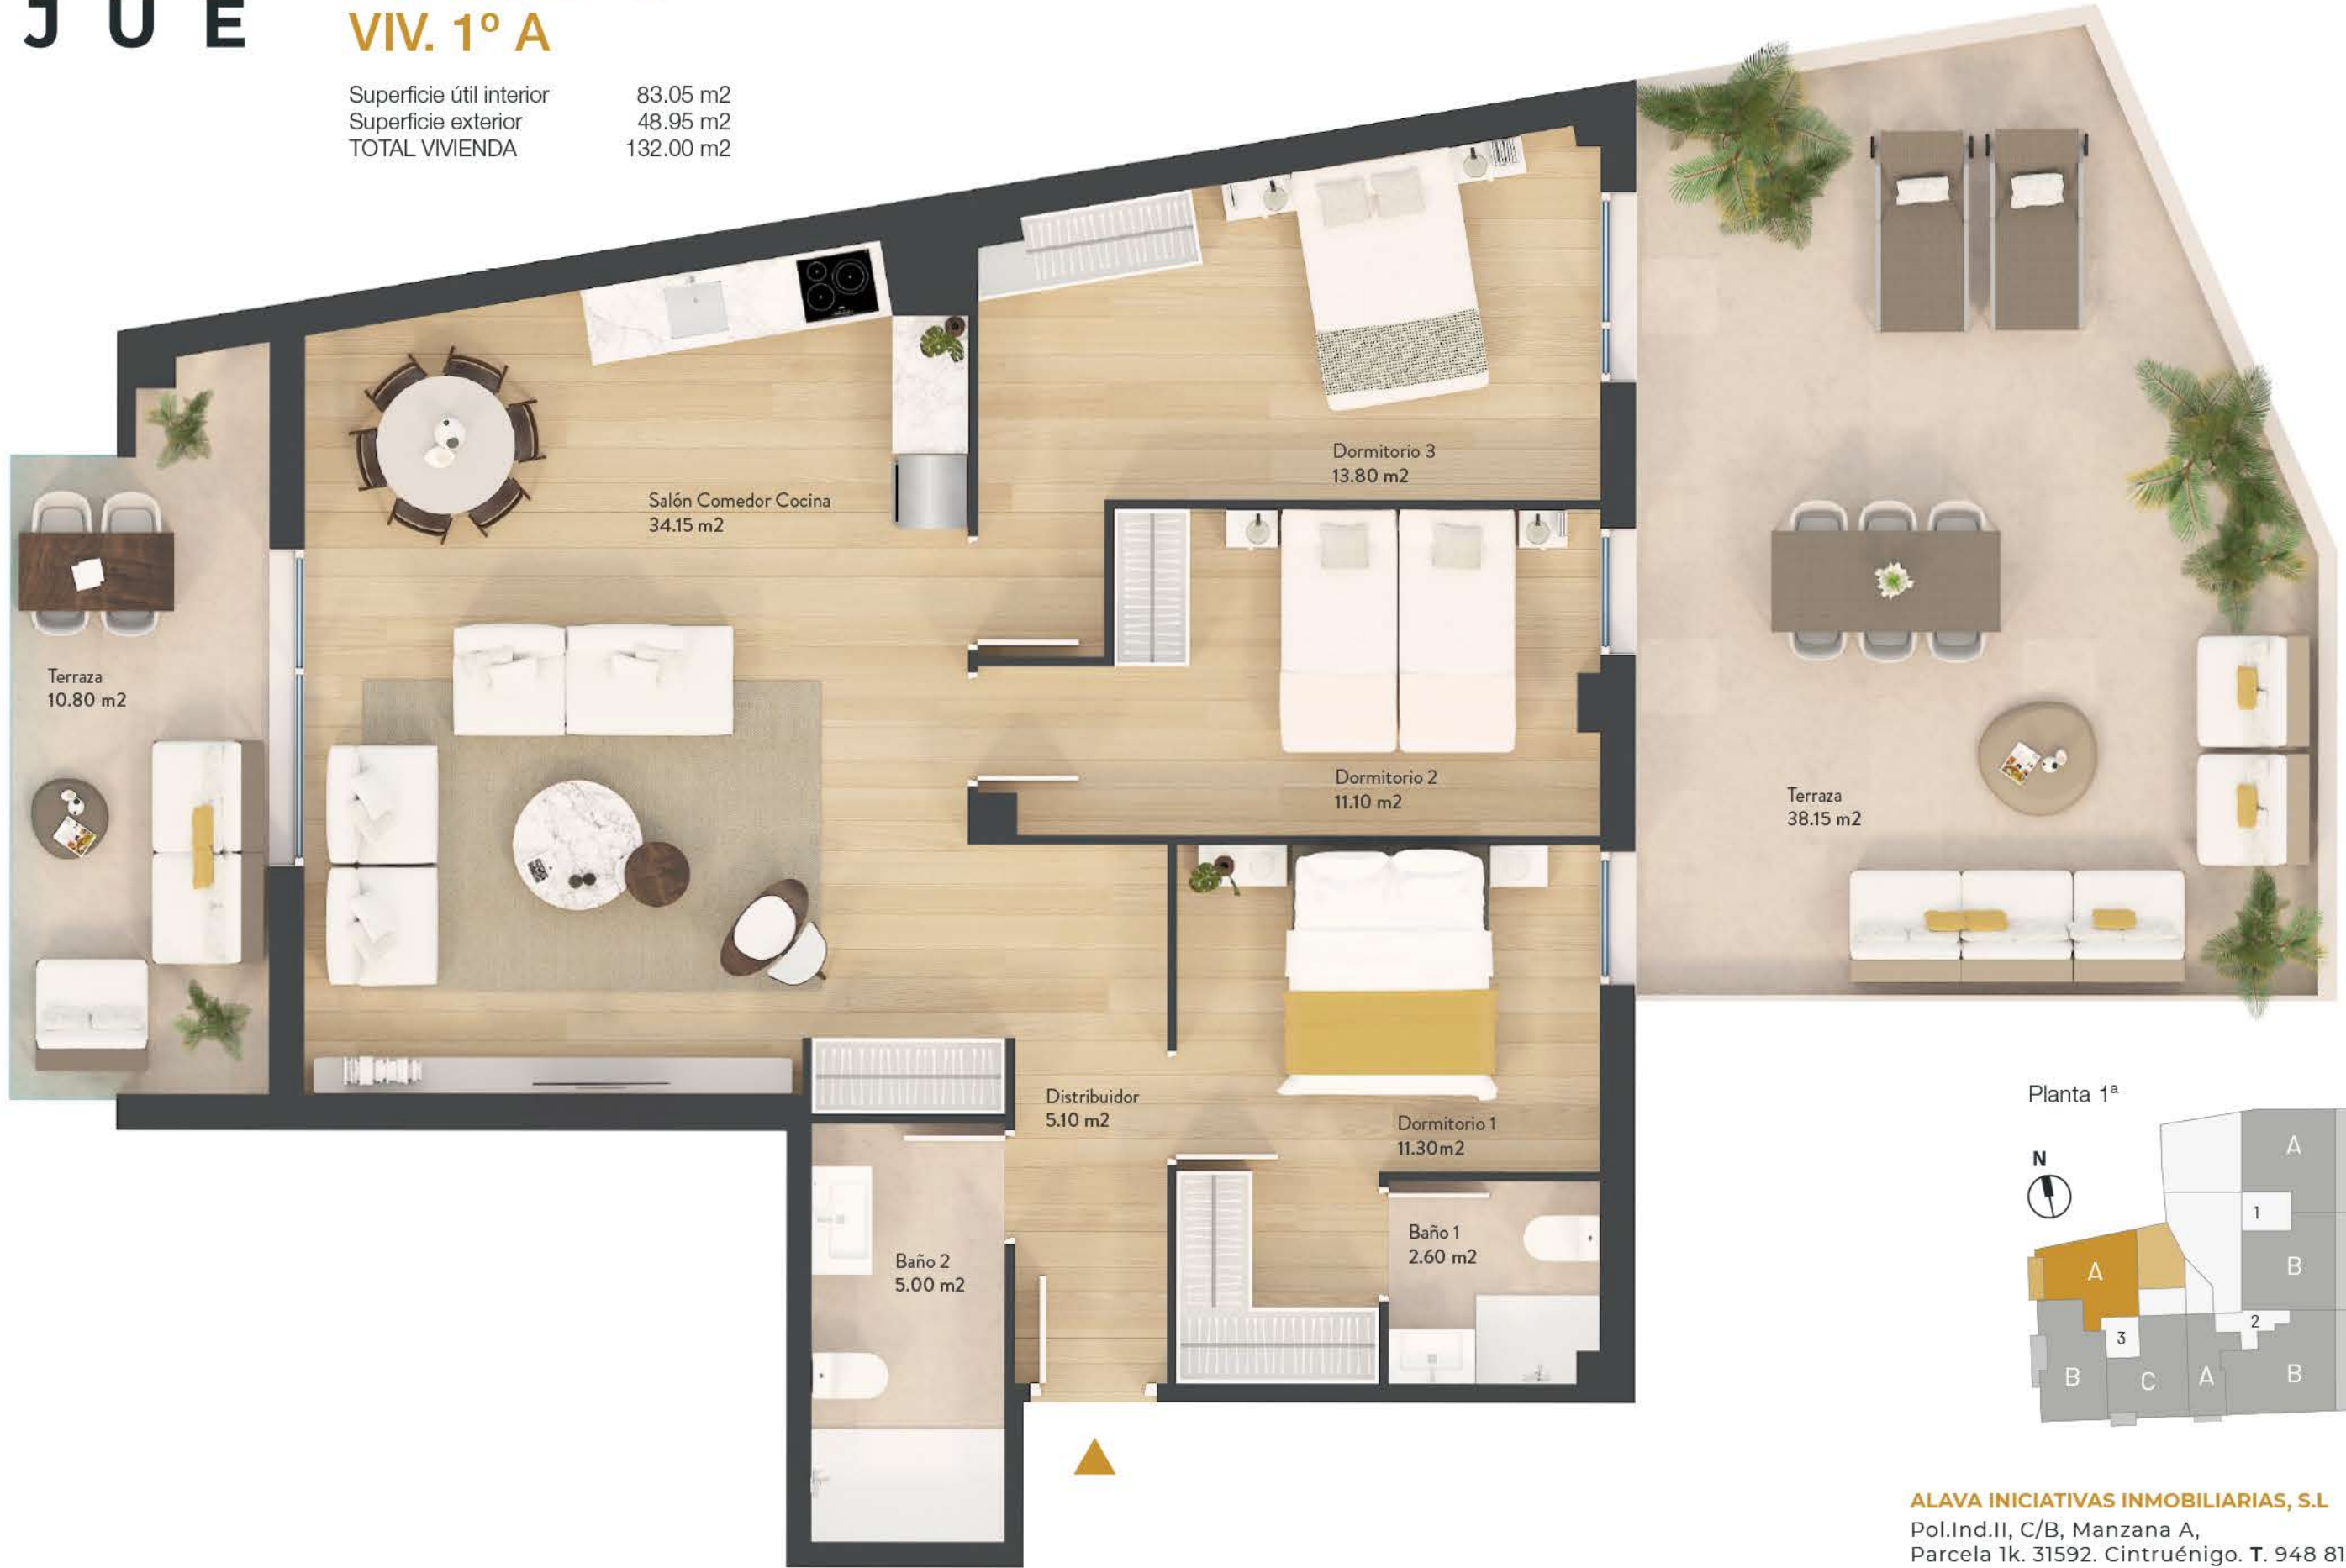 JUE
VIV. 1º A
Superficie útil interior 83.05 m2
Superficie exterior 48.95 m2
TOTAL VIVIENDA 132.00 m2
Dormitorio 3
13.80 m2
Salón Comedor Cocina
34.15 m2
Terraza
10.80 m2
Dormitorio 2
11.10 m2
Terraza
38.15 m2
Distribuidor
5.10 m2
Dormitorio 1
11.30m2
Baño 1
2.60 m2
Baño 2
5.00 m2
Planta 1ª
N
A
1
A
B
2
3
B
C
A
B
ALAVA INICIATIVAS INMOBILIARIAS, S.L
Pol.Ind.II, C/B, Manzana A,
Parcela 1k. 31592. Cintruénigo. T. 948 81